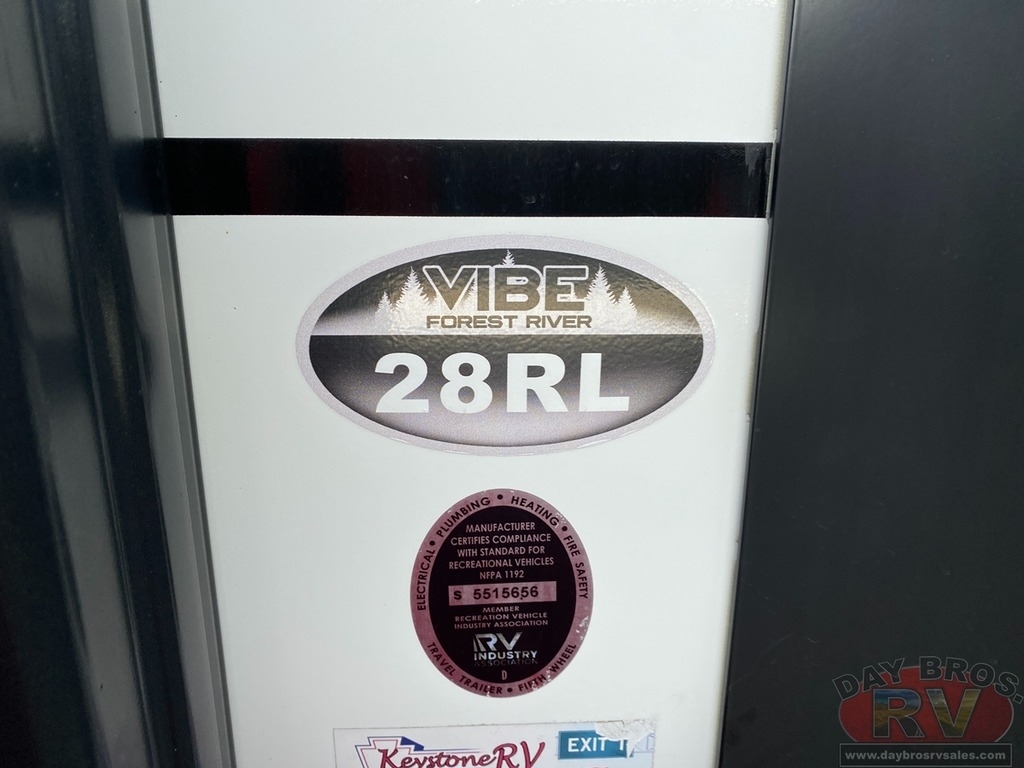 VIBE
FOREST RIVER
28RL
ELECTRICAL • PLUMBING • HEATING • FIRE SAFETY
MANUFACTURER
CERTIFIES COMPLIANCE
WITH STANDARD FOR
RECREATIONAL VEHICLES
NFPA 1192
S 5515656
MEMBER
RECREATION VEHICLE
INDUSTRY ASSOCIATION
RV
INDUSTRY
ASSOCIATION
D
TRAVEL TRAILER • FIFTH WHEEL
Keystone RV
EXIT
DAY BROS.
RV
www.daybrosrvsales.com